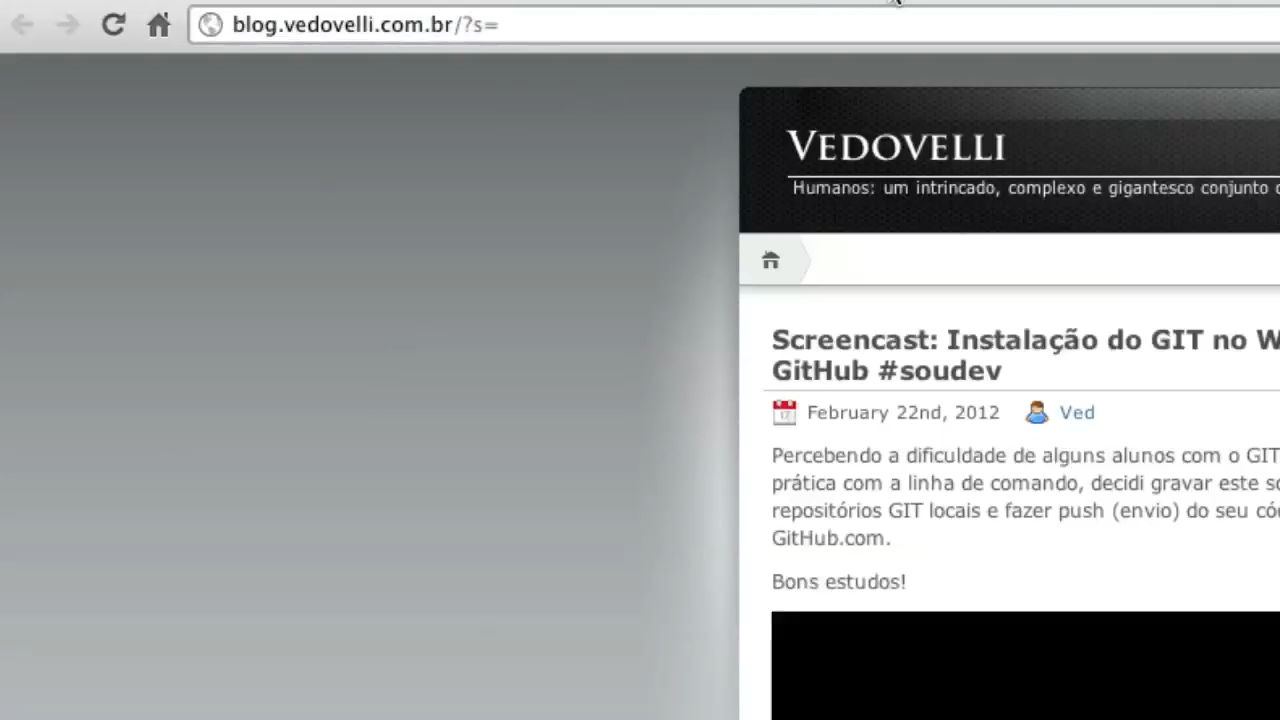 blog.vedovelli.com.br/?s=
VEDOVELLI
Humanos: um intrincado, complexo e gigantesco conjunto
Screencast: Instalação do GIT no W
GitHub #soudev
17 February 22nd, 2012 Ved
Percebendo a dificuldade de alguns alunos com o GIT
prática com a linha de comando, decidi gravar este
repositórios GIT locais e fazer push (envio) do seu
GitHub.com.
Bons estudos!